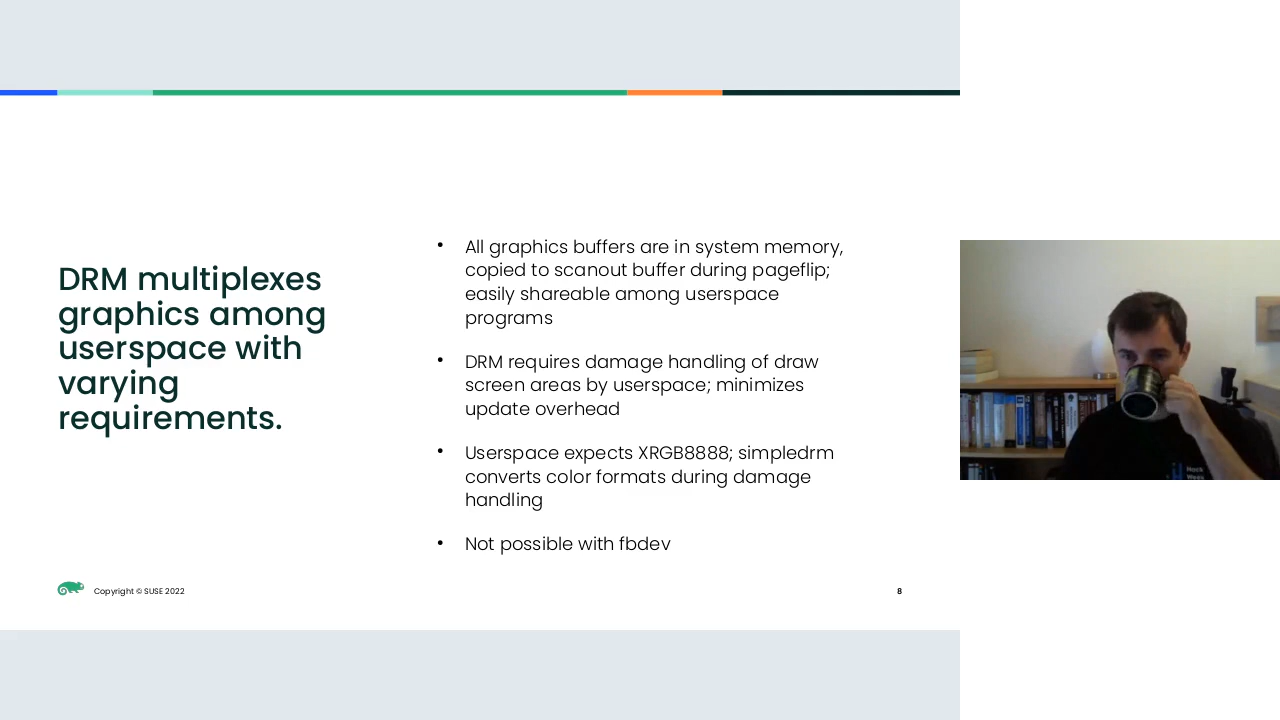 DRM multiplexes
graphics among
userspace with
varying
requirements.
• All graphics buffers are in system memory,
copied to scanout buffer during pageflip;
easily shareable among userspace
programs
• DRM requires damage handling of draw
screen areas by userspace; minimizes
update overhead
• Userspace expects XRGB8888; simpledrm
converts color formats during damage
handling
• Not possible with fbdev
Copyright © SUSE 2022
8
Hack
Week